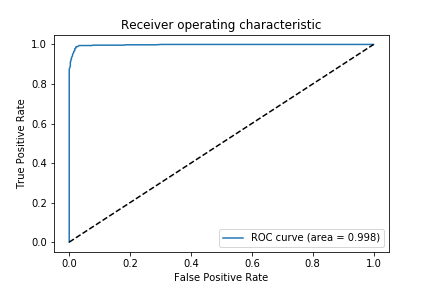 Receiver operating characteristic
1.0
0.8
0.6
0.4
0.2
0.0
True Positive Rate
ROC curve (area = 0.998)
0.0 0.2 0.4 0.6 0.8 1.0
False Positive Rate